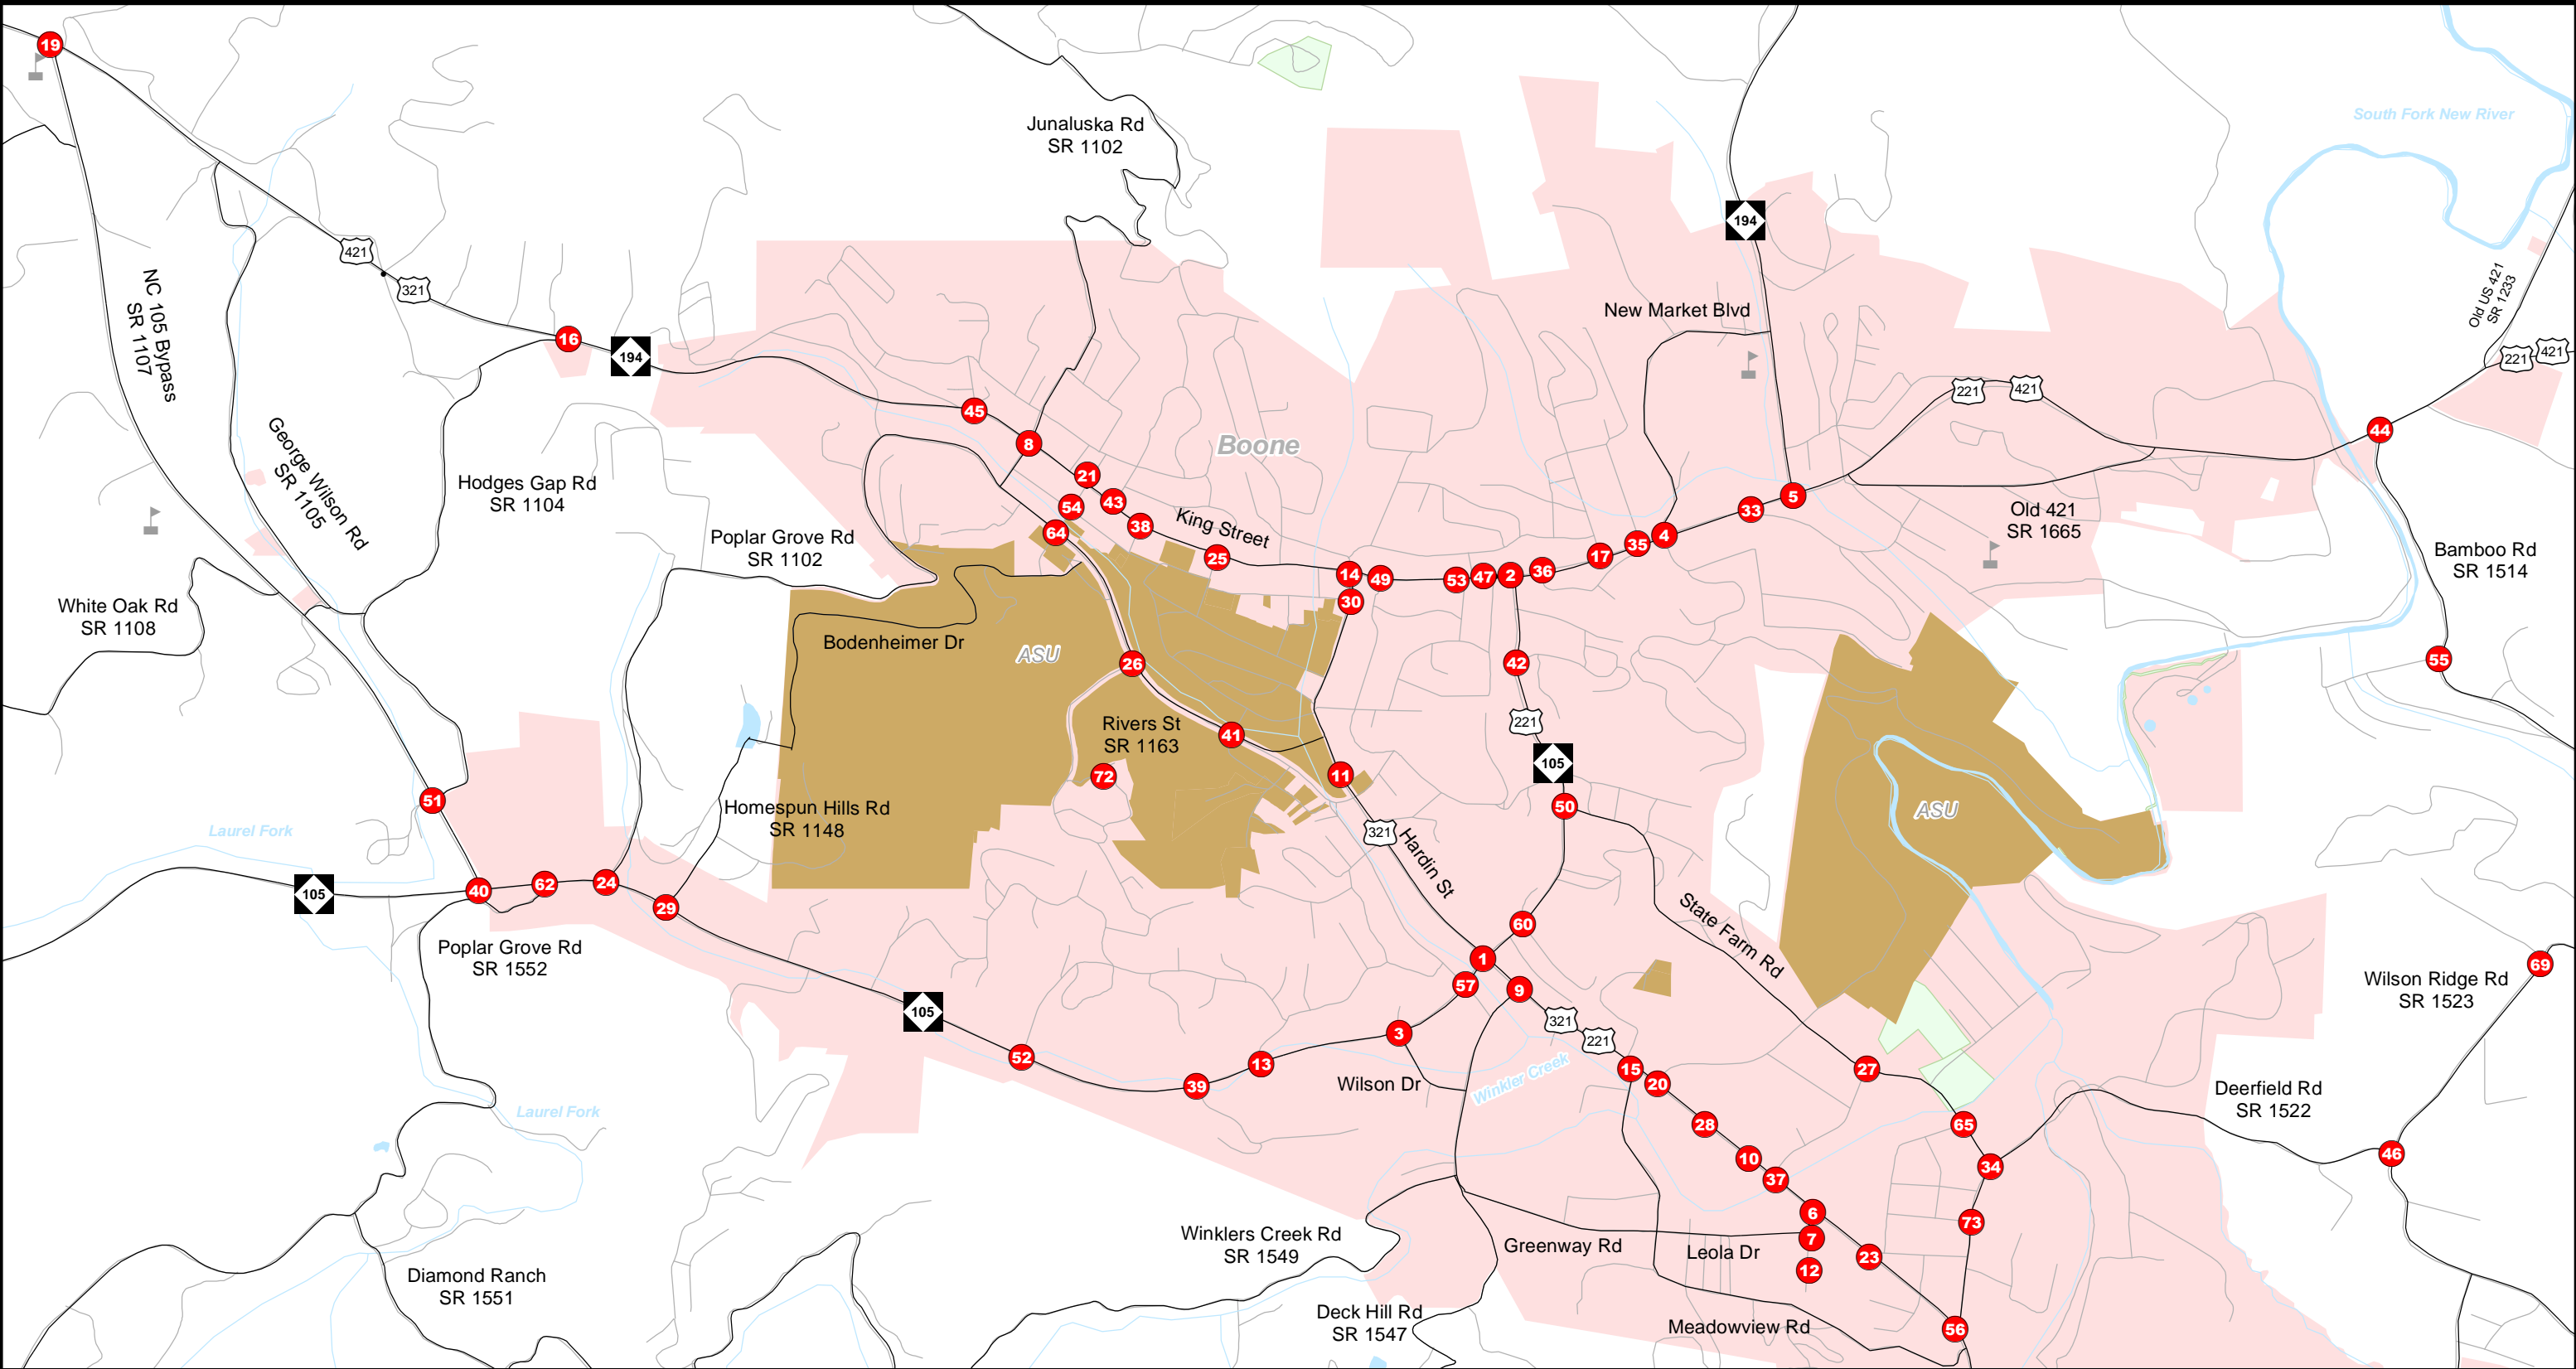 19
South Fork New River
Junaluska Rd
SR 1102
194
421
321
NC 105 Bypass
SR 1107
Old US 421
SR 1233
New Market Blvd
16
194
221
421
221
421
45
8
Boone
44
George Wilson Rd
SR 1105
Hodges Gap Rd
SR 1104
21
54
43
38
King Street
64
5
33
4
35
17
Old 421
SR 1665
Poplar Grove Rd
SR 1102
25
14
49
53
47
2
36
30
Bamboo Rd
SR 1514
White Oak Rd
SR 1108
Bodenheimer Dr
ASU
26
42
55
Rivers St
SR 1163
41
221
105
72
11
51
Homespun Hills Rd
SR 1148
50
ASU
Laurel Fork
321
Hardin St
105
40
62
24
29
60
State Farm Rd
Poplar Grove Rd
SR 1552
1
57
9
69
Wilson Ridge Rd
SR 1523
105
321
221
3
52
13
39
Wilson Dr
Winkler Creek
15
20
27
Deerfield Rd
SR 1522
Laurel Fork
28
65
10
37
34
46
6
7
73
Winklers Creek Rd
SR 1549
Greenway Rd
Leola Dr
23
12
Diamond Ranch
SR 1551
Deck Hill Rd
SR 1547
Meadowview Rd
56